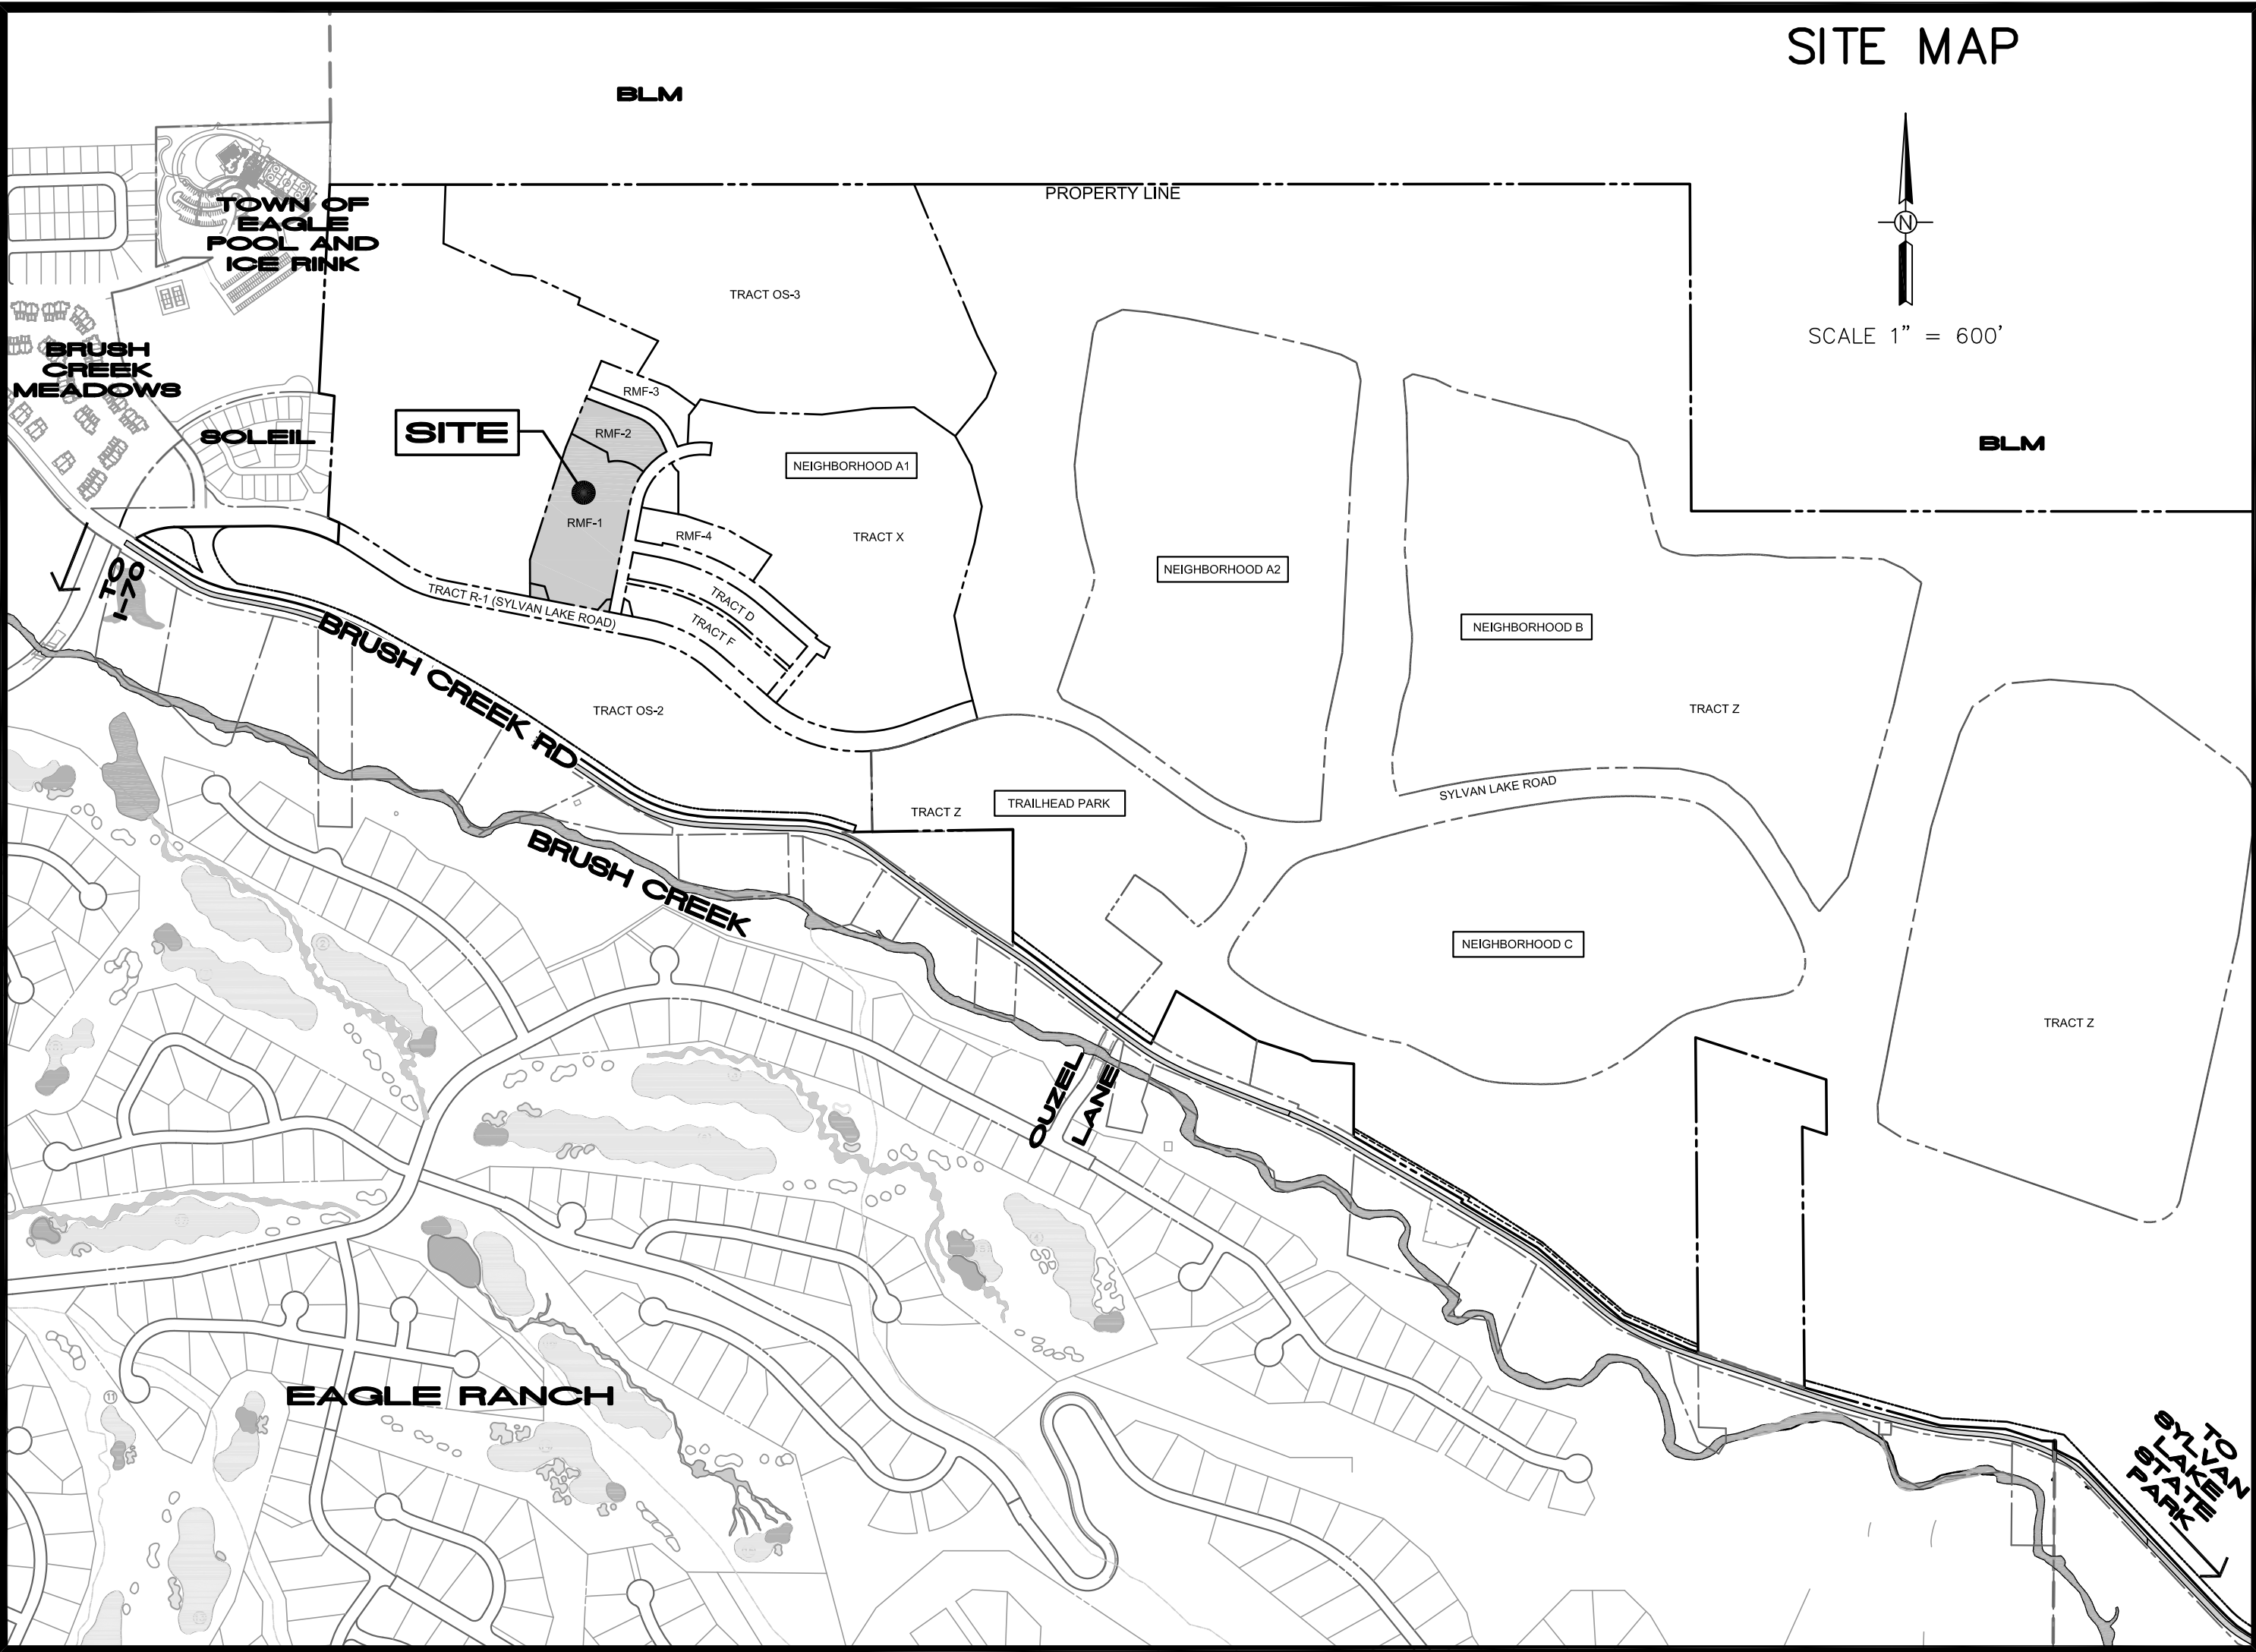 SITE MAP
BLM
PROPERTY LINE
N
SCALE 1" = 600'
TOWN OF
EAGLE
POOL AND
ICE RINK
TRACT OS-3
BRUSH
CREEK
MEADOWS
SOLEIL
SITE
RMF-3
RMF-2
RMF-1
RMF-4
NEIGHBORHOOD A1
TRACT X
BLM
NEIGHBORHOOD A2
NEIGHBORHOOD B
TRACT Z
TRACT R-1 (SYLVAN LAKE ROAD)
TRACT D
TRACT F
BRUSH CREEK RD
TRACT OS-2
SYLVAN LAKE ROAD
TRACT Z
TRAILHEAD PARK
BRUSH CREEK
NEIGHBORHOOD C
TRACT Z
OUZEL
LANE
EAGLE RANCH
11
TO
SYLVAN
LAKE
STATE
PARK